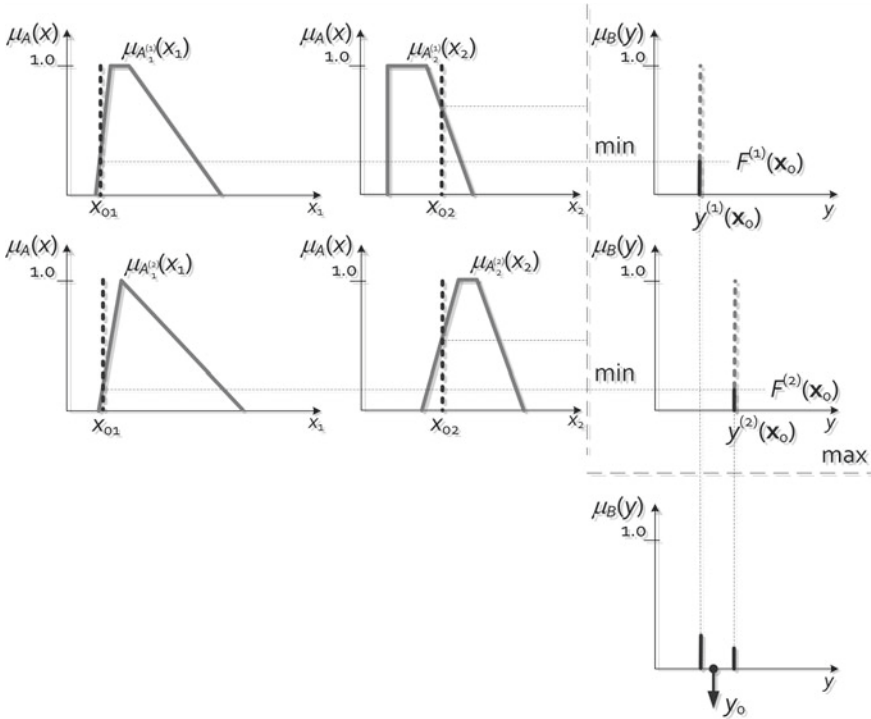 μA(x)
1.0
μA₁⁽¹⁾(x₁)
x₀₁
x₁
μA(x)
1.0
μA₂⁽¹⁾(x₂)
x₀₂
x₂
μB(y)
1.0
min
F⁽¹⁾(x₀)
y⁽¹⁾(x₀)
y
μA(x)
1.0
μA₁⁽²⁾(x₁)
x₀₁
x₁
μA(x)
1.0
μA₂⁽²⁾(x₂)
x₀₂
x₂
μB(y)
1.0
min
F⁽²⁾(x₀)
y⁽²⁾(x₀)
y
max
μB(y)
1.0
y
y₀